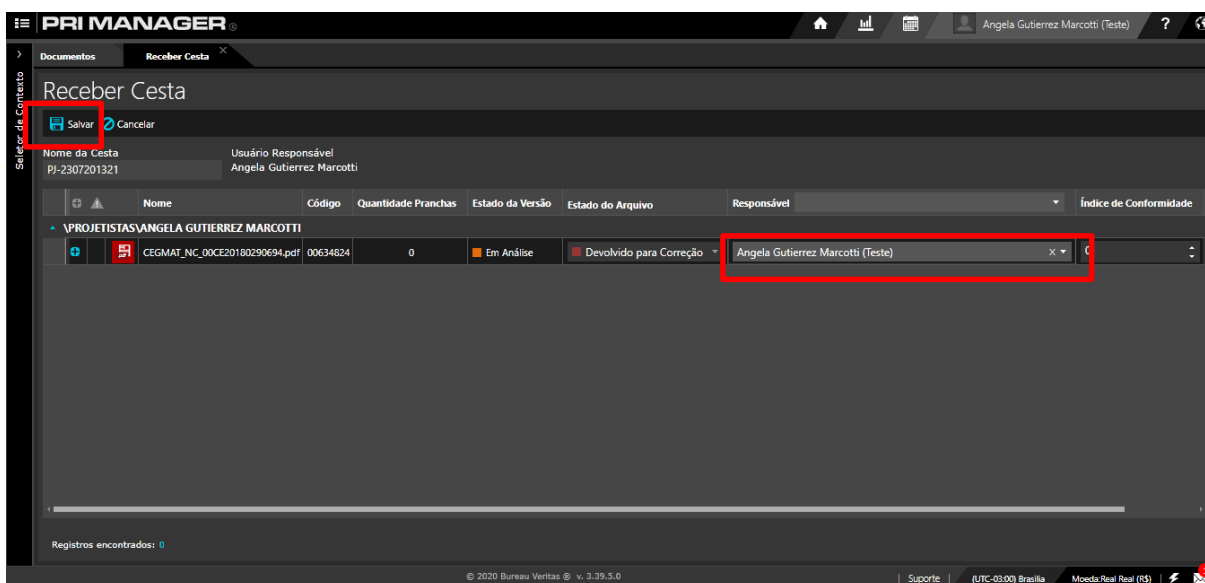 PRI MANAGER ®
Angela Gutierrez Marcotti (Teste)
?
Documentos
Receber Cesta
Seletor de Contexto
Receber Cesta
Salvar
Cancelar
Nome da Cesta
Usuário Responsável
PJ-2307201321
Angela Gutierrez Marcotti
Nome Código Quantidade Pranchas Estado da Versão Estado do Arquivo Responsável Índice de Conformidade
\PROJETISTAS\ANGELA GUTIERREZ MARCOTTI
CEGMAT_NC_00CE20180290694.pdf 00634824 0 Em Análise Devolvido para Correção Angela Gutierrez Marcotti (Teste) x 0
Registros encontrados: 0
© 2020 Bureau Veritas ® v. 3.39.5.0
Suporte | (UTC-03:00) Brasilia Moeda:Real Real (R$)